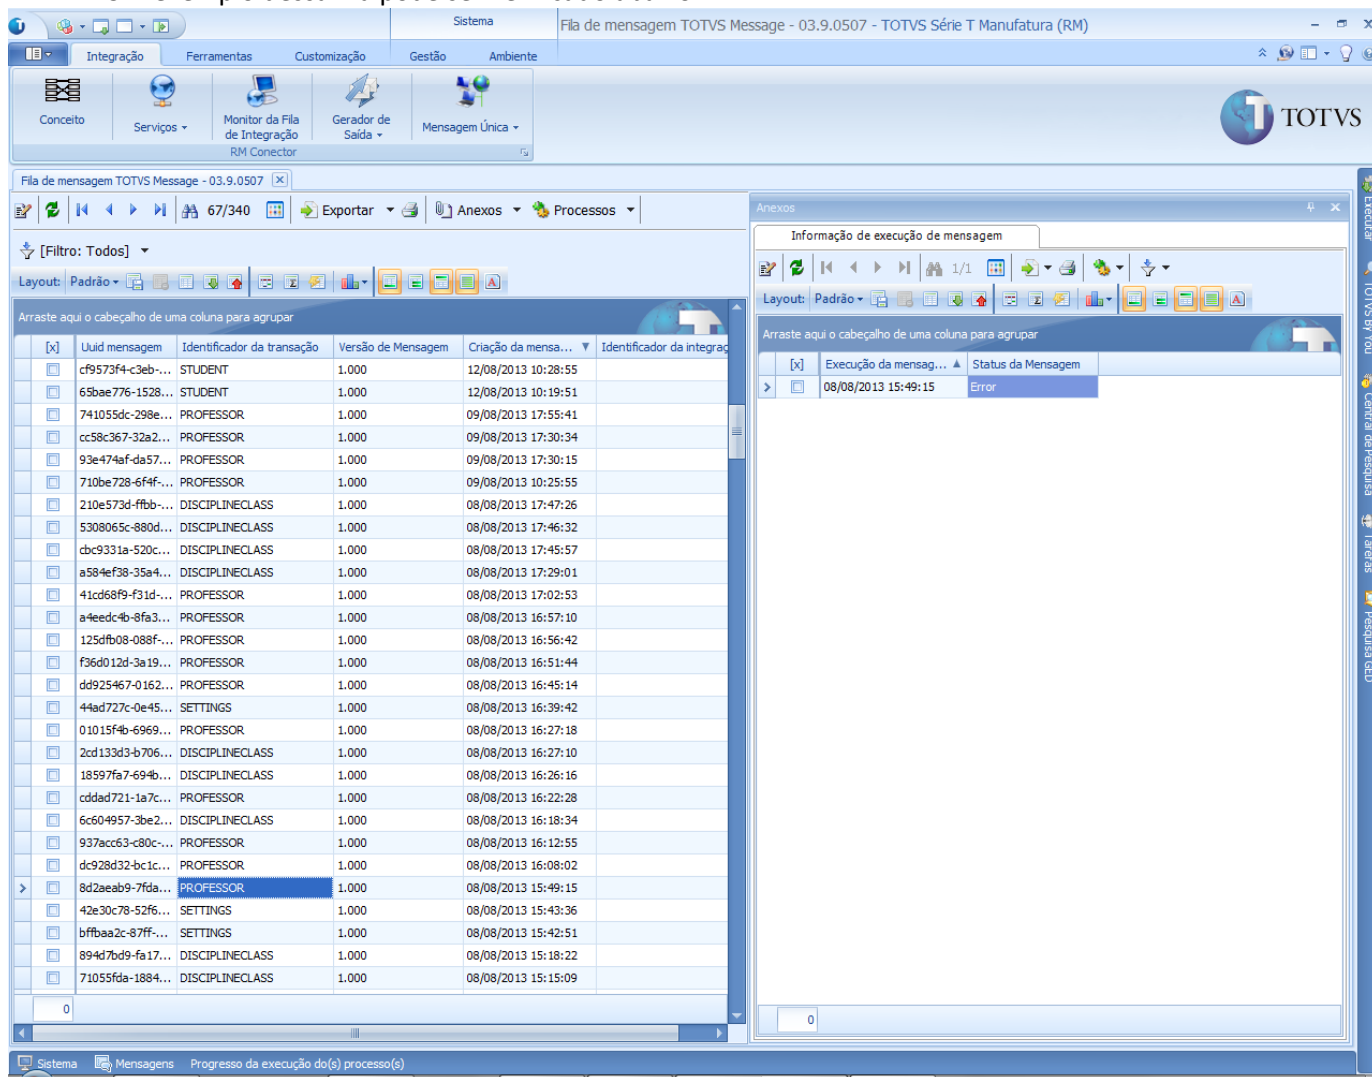 Sistema
Fila de mensagem TOTVS Message - 03.9.0507 - TOTVS Série T Manufatura (RM)
Integração Ferramentas Customização Gestão Ambiente
Conceito
Serviços
Monitor da Fila de Integração
Gerador de Saída
Mensagem Única
RM Conector
TOTVS
Fila de mensagem TOTVS Message - 03.9.0507
67/340 Exportar Anexos Processos
[Filtro: Todos]
Layout: Padrão
Arraste aqui o cabeçalho de uma coluna para agrupar
[x] Uuid mensagem Identificador da transação Versão de Mensagem Criação da mensa... Identificador da integraç
cf9573f4-c3eb-... STUDENT 1.000 12/08/2013 10:28:55
65bae776-1528... STUDENT 1.000 12/08/2013 10:19:51
741055dc-298e... PROFESSOR 1.000 09/08/2013 17:55:41
cc58c367-32a2... PROFESSOR 1.000 09/08/2013 17:30:34
93e474af-da57... PROFESSOR 1.000 09/08/2013 17:30:15
710be728-6f4f-... PROFESSOR 1.000 09/08/2013 10:25:55
210e573d-ffbb-... DISCIPLINECLASS 1.000 08/08/2013 17:47:26
5308065c-880d... DISCIPLINECLASS 1.000 08/08/2013 17:46:32
cbc9331a-520c... DISCIPLINECLASS 1.000 08/08/2013 17:45:57
a584ef38-35a4... DISCIPLINECLASS 1.000 08/08/2013 17:29:01
41cd68f9-f31d-... PROFESSOR 1.000 08/08/2013 17:02:53
a4eedc4b-8fa3... PROFESSOR 1.000 08/08/2013 16:57:10
125dfb08-088f-... PROFESSOR 1.000 08/08/2013 16:56:42
f36d012d-3a19... PROFESSOR 1.000 08/08/2013 16:51:44
dd925467-0162... PROFESSOR 1.000 08/08/2013 16:45:14
44ad727c-0e45... SETTINGS 1.000 08/08/2013 16:39:42
01015f4b-6969... PROFESSOR 1.000 08/08/2013 16:27:18
2cd133d3-b706... DISCIPLINECLASS 1.000 08/08/2013 16:27:10
18597fa7-694b... DISCIPLINECLASS 1.000 08/08/2013 16:26:16
cddad721-1a7c... PROFESSOR 1.000 08/08/2013 16:22:28
6c604957-3be2... DISCIPLINECLASS 1.000 08/08/2013 16:18:34
937acc63-c80c-... PROFESSOR 1.000 08/08/2013 16:12:55
dc928d32-bc1c... PROFESSOR 1.000 08/08/2013 16:08:02
8d2aeab9-7fda... PROFESSOR 1.000 08/08/2013 15:49:15
42e30c78-52f6... SETTINGS 1.000 08/08/2013 15:43:36
bffbaa2c-87ff-... SETTINGS 1.000 08/08/2013 15:42:51
894d7bd9-fa17... DISCIPLINECLASS 1.000 08/08/2013 15:18:22
71055fda-1884... DISCIPLINECLASS 1.000 08/08/2013 15:15:09
0
Anexos
Informação de execução de mensagem
1/1
Layout: Padrão
Arraste aqui o cabeçalho de uma coluna para agrupar
[x] Execução da mensag... Status da Mensagem
08/08/2013 15:49:15 Error
0
Executar
TOTVS By You
Central de Pesquisa
Tarefas
Pesquisa GED
Sistema Mensagens Progresso da execução do(s) processo(s)